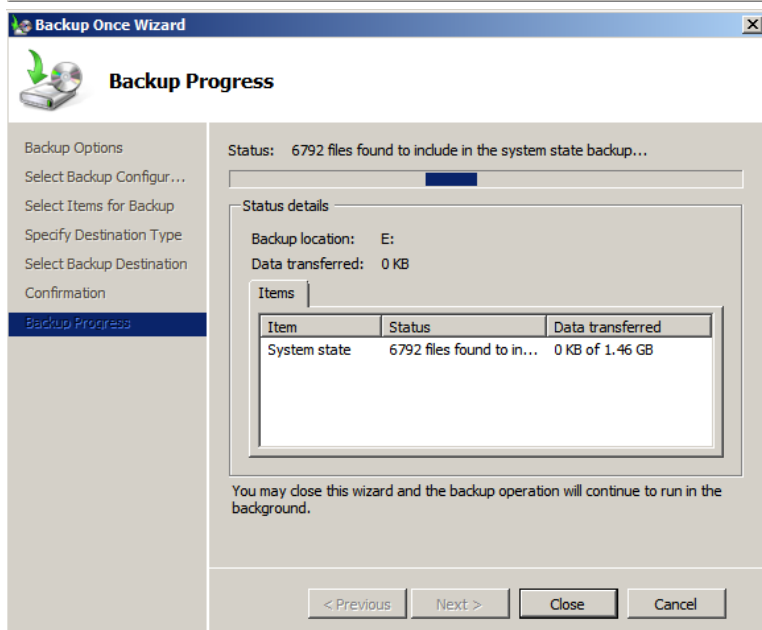 Backup Once Wizard
Backup Progress
Backup Options
Select Backup Configur...
Select Items for Backup
Specify Destination Type
Select Backup Destination
Confirmation
Backup Progress
Status: 6792 files found to include in the system state backup...
Status details
Backup location: E:
Data transferred: 0 KB
Items
Item Status Data transferred
System state 6792 files found to in... 0 KB of 1.46 GB
You may close this wizard and the backup operation will continue to run in the
background.
< Previous Next > Close Cancel